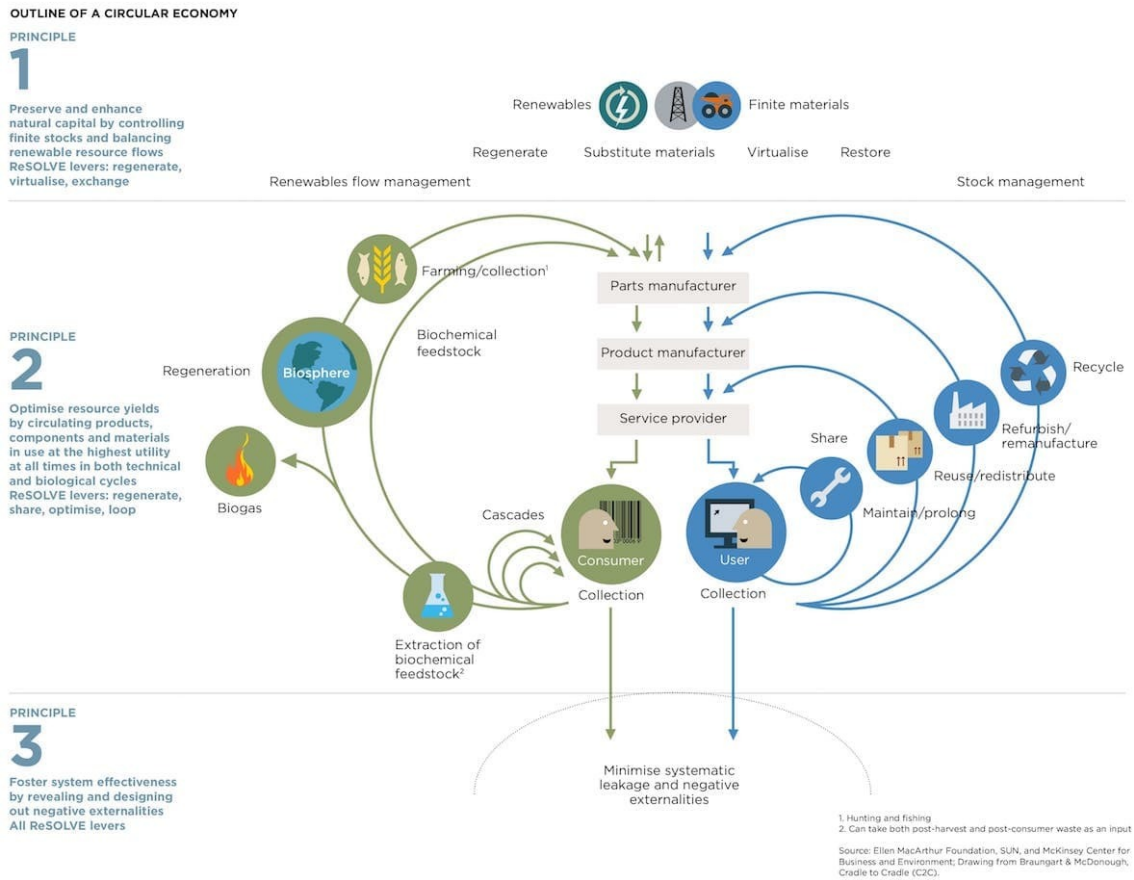 OUTLINE OF A CIRCULAR ECONOMY
PRINCIPLE
1
Preserve and enhance
natural capital by controlling
finite stocks and balancing
renewable resource flows
ReSOLVE levers: regenerate,
virtualise, exchange
Renewables
Finite materials
Regenerate
Substitute materials
Virtualise
Restore
Renewables flow management
Stock management
PRINCIPLE
2
Optimise resource yields
by circulating products,
components and materials
in use at the highest utility
at all times in both technical
and biological cycles
ReSOLVE levers: regenerate,
share, optimise, loop
Farming/collection¹
Parts manufacturer
Biochemical
feedstock
Product manufacturer
Regeneration
Biosphere
Recycle
Service provider
Refurbish/
remanufacture
Share
Reuse/redistribute
Biogas
Maintain/prolong
Cascades
Consumer
User
Collection
Collection
Extraction of
biochemical
feedstock²
PRINCIPLE
3
Foster system effectiveness
by revealing and designing
out negative externalities
All ReSOLVE levers
Minimise systematic
leakage and negative
externalities
1. Hunting and fishing
2. Can take both post-harvest and post-consumer waste as an input
Source: Ellen MacArthur Foundation, SUN, and McKinsey Center for
Business and Environment; Drawing from Braungart & McDonough,
Cradle to Cradle (C2C).